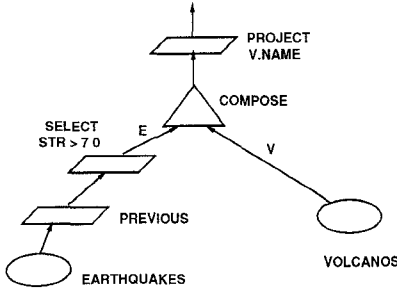 PROJECT
V.NAME
COMPOSE
SELECT
STR > 7 0
E
V
PREVIOUS
VOLCANOS
EARTHQUAKES